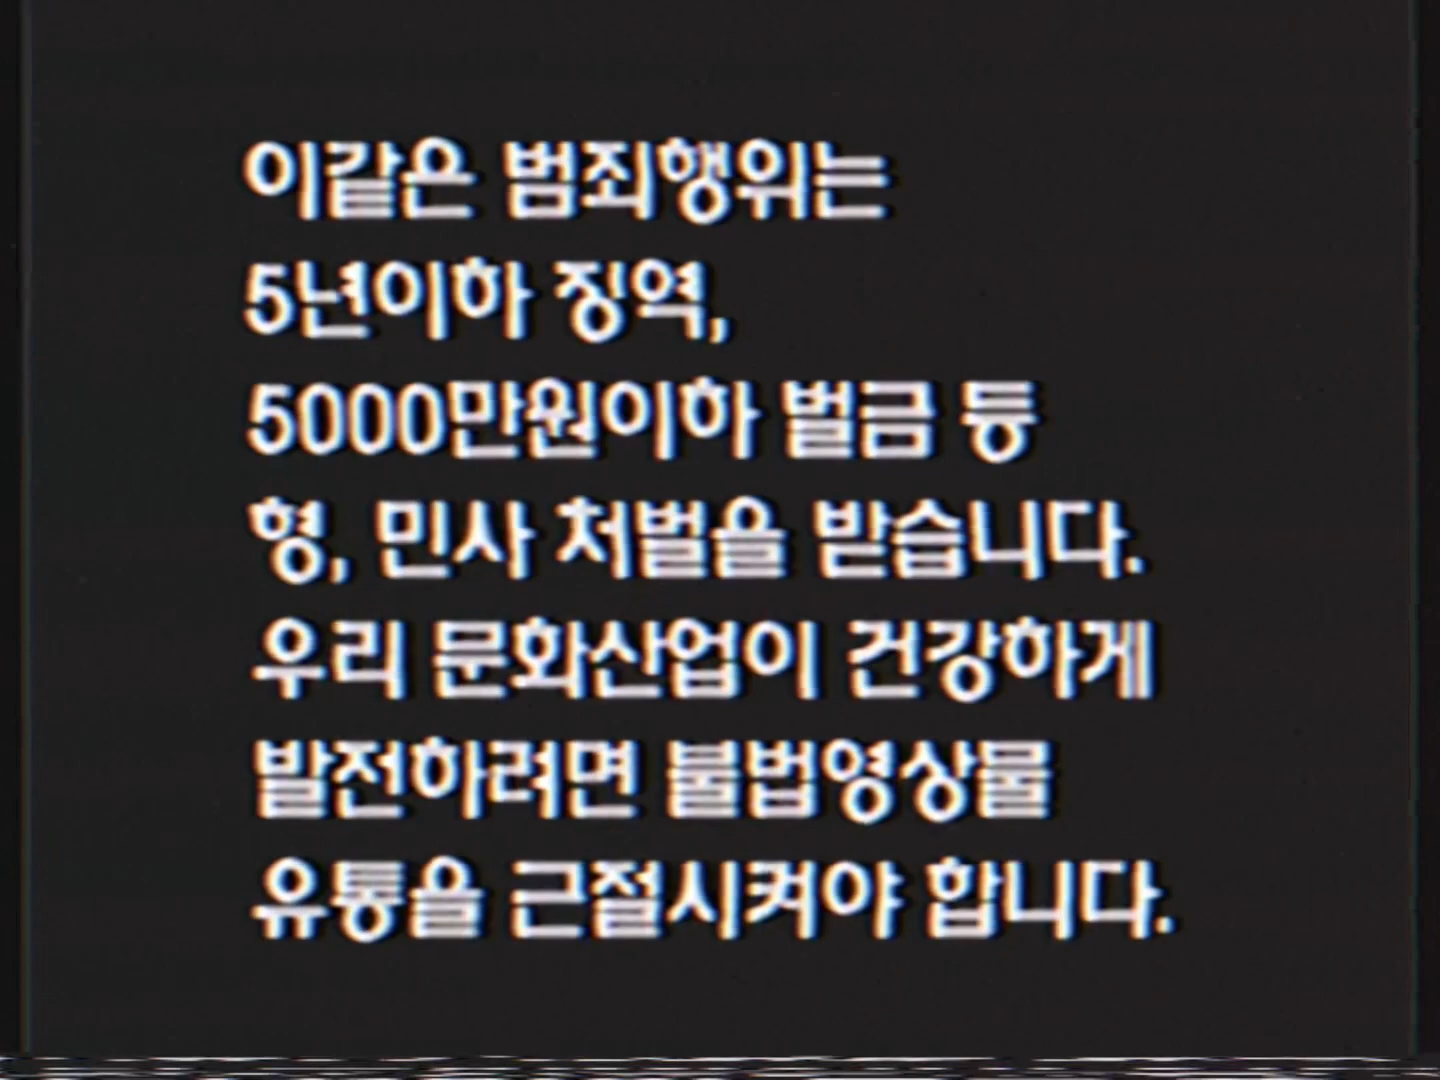 이같은 범죄행위는
5년이하 징역,
5000만원이하 벌금 등
형, 민사 처벌을 받습니다.
우리 문화산업이 건강하게
발전하려면 불법영상물
유통을 근절시켜야 합니다.